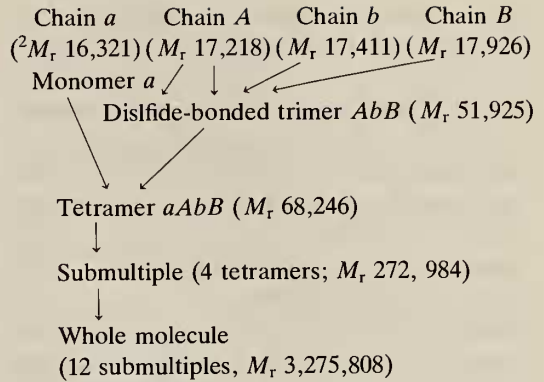 Chain a Chain A Chain b Chain B
(²Mr 16,321) (Mr 17,218) (Mr 17,411) (Mr 17,926)
Monomer a
Dislfide-bonded trimer AbB (Mr 51,925)
Tetramer aAbB (Mr 68,246)
Submultiple (4 tetramers; Mr 272, 984)
Whole molecule
(12 submultiples, Mr 3,275,808)